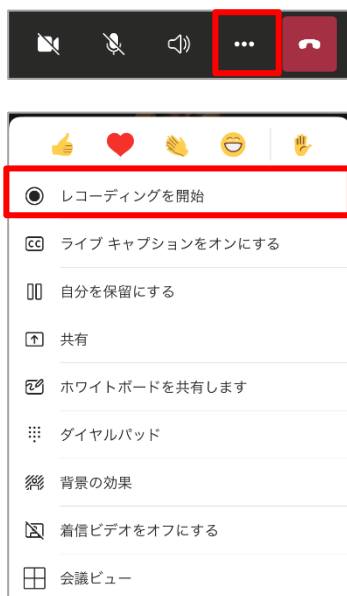 レコーディングを開始
CC ライブ キャプションをオンにする
自分を保留にする
共有
ホワイトボードを共有します
ダイヤルパッド
背景の効果
着信ビデオをオフにする
会議ビュー